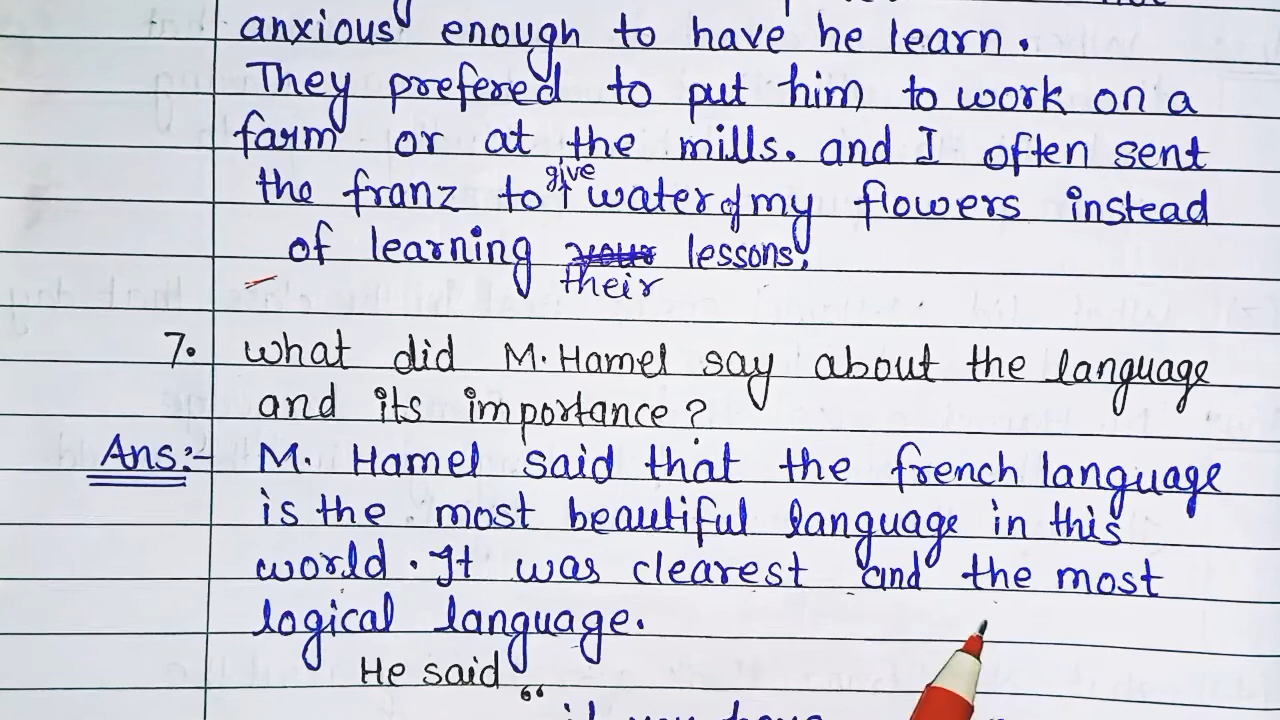 anxious enough to have he learn.
They prefered to put him to work on a
farm or at the mills. and I often sent
the franz to give water of my flowers instead
of learning lessons,
their
7. what did M. Hamel say about the language
and its importance?
Ans:- M. Hamel said that the french language
is the most beautiful language in this
world. It was clearest and the most
logical language.
He said
“ if you have